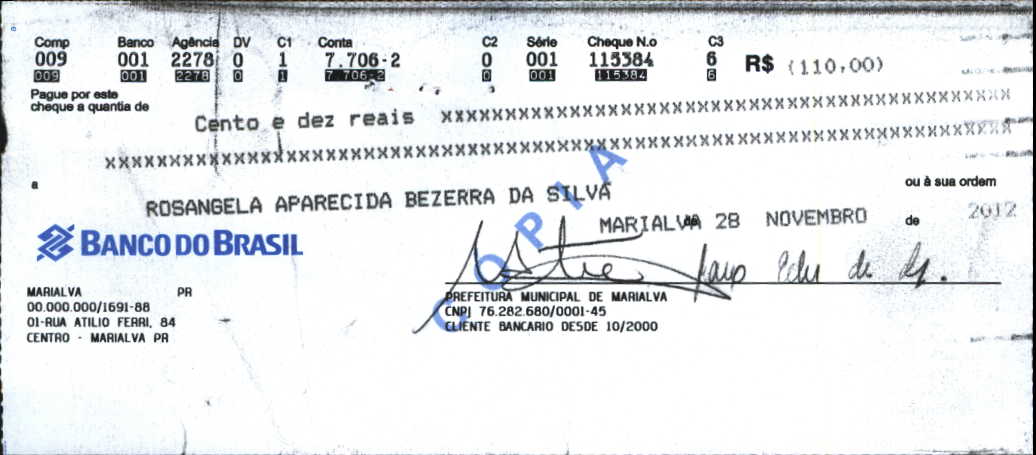 Comp Banco Agência DV C1 Conta C2 Série Cheque N.o C3
009 001 2278 0 1 7.706-2 0 001 115384 6 R$ (110,00)
009 001 2278 0 1 7 706-2 0 001 115384 6
Pague por este
cheque a quantia de
Cento e dez reais XXXXXXXXXXXXXXXXXXXXXXXXXXXXXXXXXXXXXXXXXXXXXXXXXXXX
XXXXXXXXXXXXXXXXXXXXXXXXXXXXXXXXXXXXXXXXXXXXXXXXXXXXXXXXXXXXXXXXXXXXXXXXXXXXXXXXXX
a ROSANGELA APARECIDA BEZERRA DA SILVA ou à sua ordem
MARIALVA de 28 NOVEMBRO de 2012
BANCO DO BRASIL
COPIA
MARIALVA PR
00.000.000/1691-88
01-RUA ATILIO FERRI, 84
CENTRO - MARIALVA PR
PREFEITURA MUNICIPAL DE MARIALVA
CNPJ 76.282.680/0001-45
CLIENTE BANCARIO DESDE 10/2000